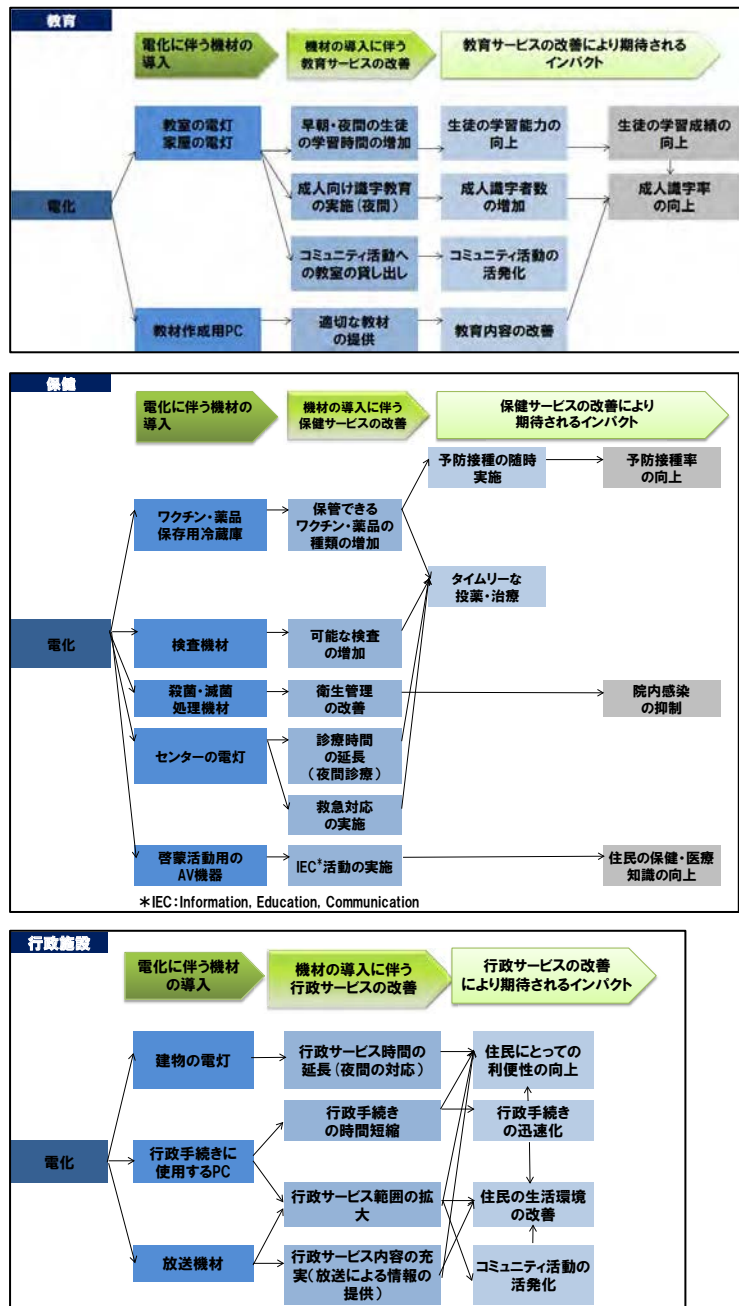 教育
電化に伴う機材の
導入
機材の導入に伴う
教育サービスの改善
教育サービスの改善により期待される
インパクト
教室の電灯
家屋の電灯
早朝・夜間の生徒
の学習時間の増加
生徒の学習能力の
向上
生徒の学習成績の
向上
電化
成人向け識字教育
の実施(夜間)
成人識字者数
の増加
成人識字率
の向上
コミュニティ活動へ
の教室の貸し出し
コミュニティ活動の
活発化
教材作成用PC
適切な教材
の提供
教育内容の改善
保健
電化に伴う機材の
導入
機材の導入に伴う
保健サービスの改善
保健サービスの改善により
期待されるインパクト
予防接種の随時
実施
予防接種率
の向上
ワクチン・薬品
保存用冷蔵庫
保管できる
ワクチン・薬品の
種類の増加
タイムリーな
投薬・治療
電化
検査機材
可能な検査
の増加
殺菌・滅菌
処理機材
衛生管理
の改善
院内感染
の抑制
センターの電灯
診療時間
の延長
(夜間診療)
救急対応
の実施
啓蒙活動用の
AV機器
IEC*活動の実施
住民の保健・医療
知識の向上
*IEC:Information, Education, Communication
行政施設
電化に伴う機材
の導入
機材の導入に伴う
行政サービスの改善
行政サービスの改善
により期待されるインパクト
建物の電灯
行政サービス時間の
延長(夜間の対応)
住民にとっての
利便性の向上
行政手続き
の時間短縮
行政手続き
の迅速化
電化
行政手続きに
使用するPC
行政サービス範囲の拡
大
住民の生活環境
の改善
放送機材
行政サービス内容の充
実(放送による情報の
提供)
コミュニティ活動の
活発化